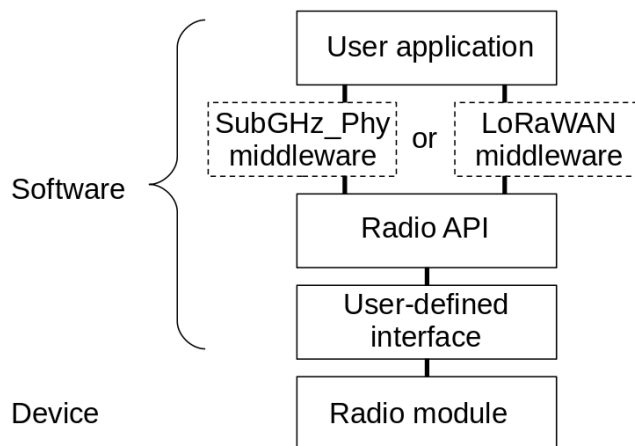 User application
SubGHz_Phy
middleware
or
LoRaWAN
middleware
Software
Radio API
User-defined
interface
Device
Radio module